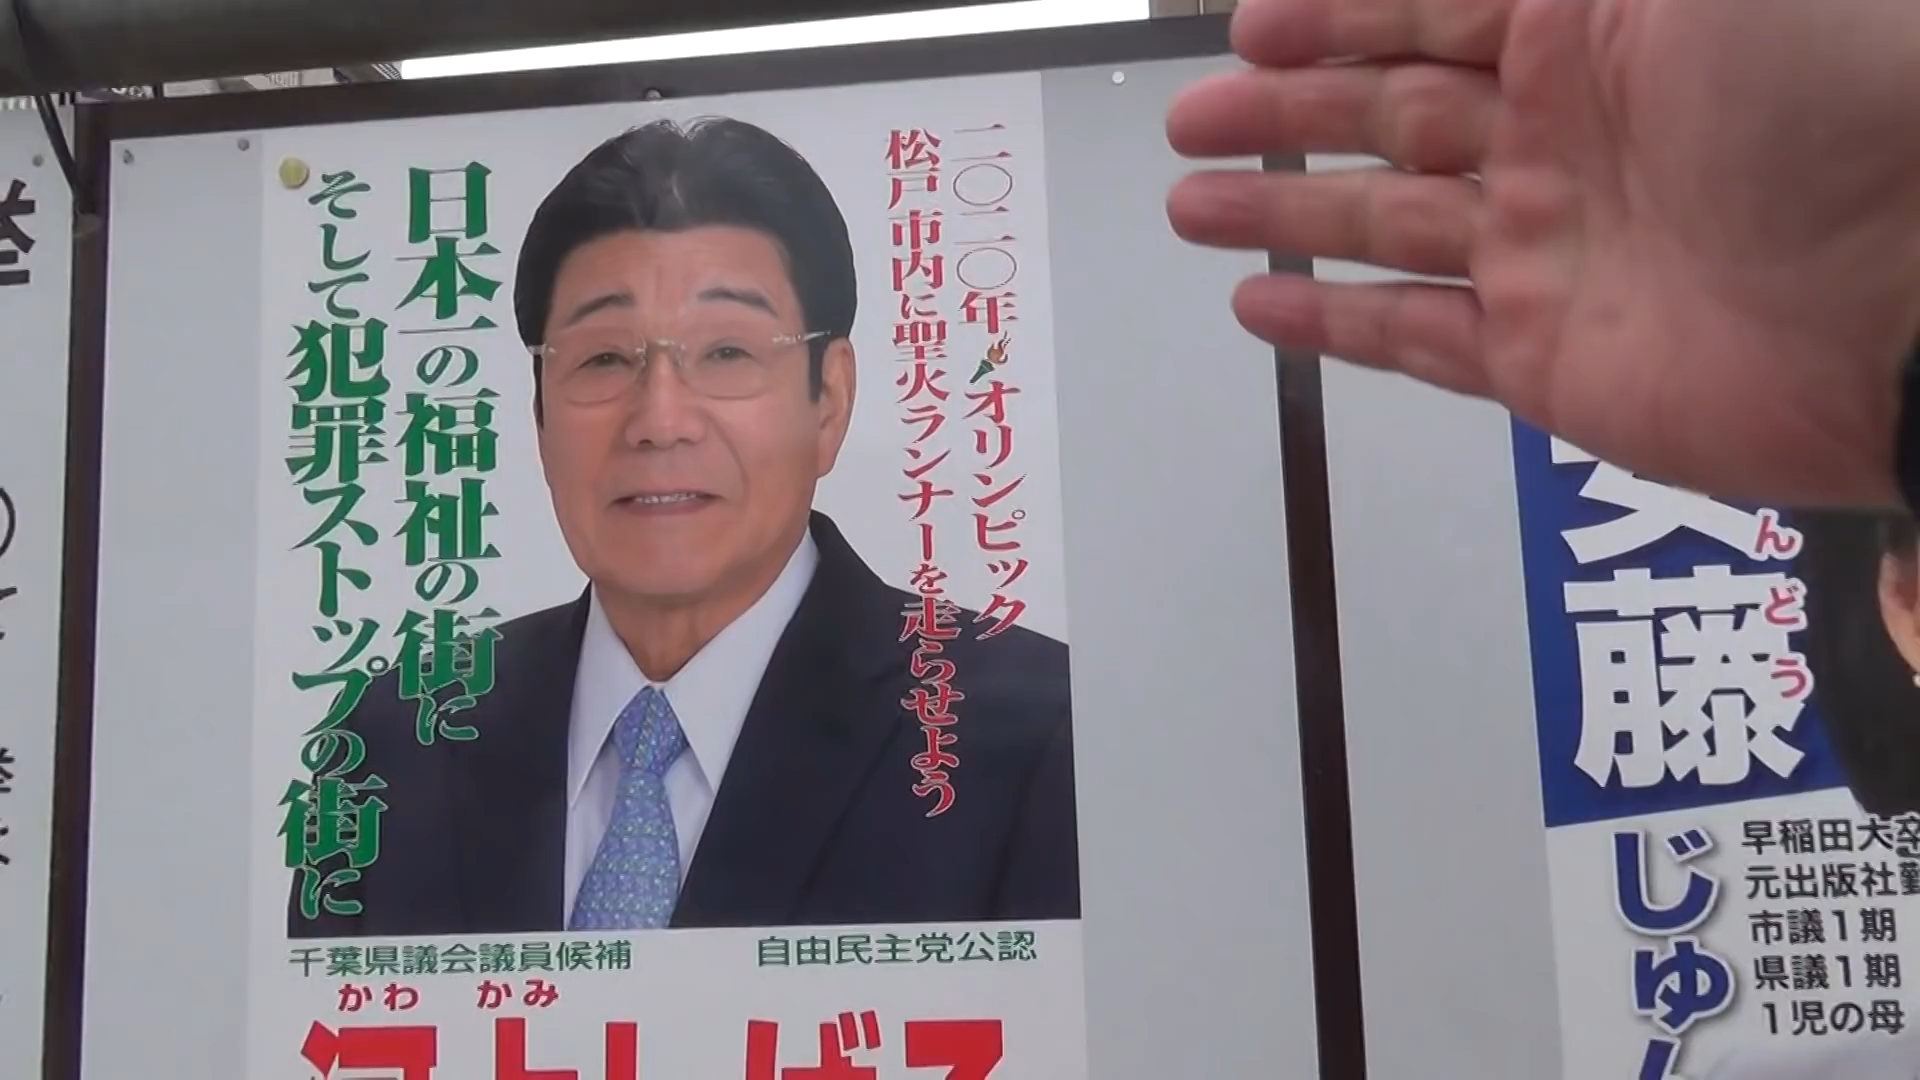 二〇二〇年オリンピック
松戸市内に聖火ランナーを走らせよう
日本一の福祉の街に
そして犯罪ストップの街に
千葉県議会議員候補
自由民主党公認
かわ かみ
んどう
藤
じゅん
早稲田大卒
元出版社勤
市議1期
県議1期
1児の母